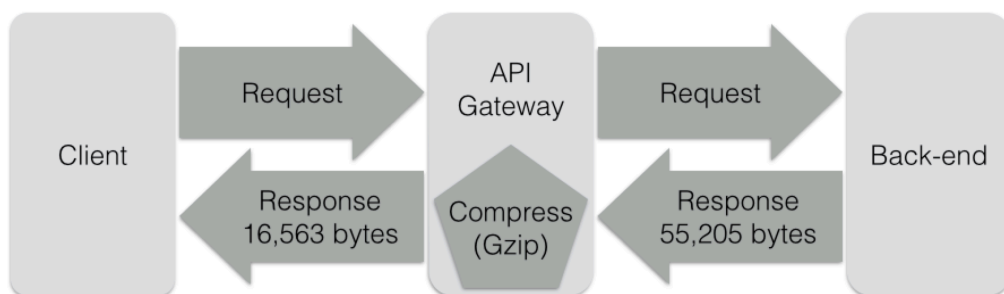 Client
Request
API
Gateway
Request
Back-end
Response
16,563 bytes
Compress
(Gzip)
Response
55,205 bytes